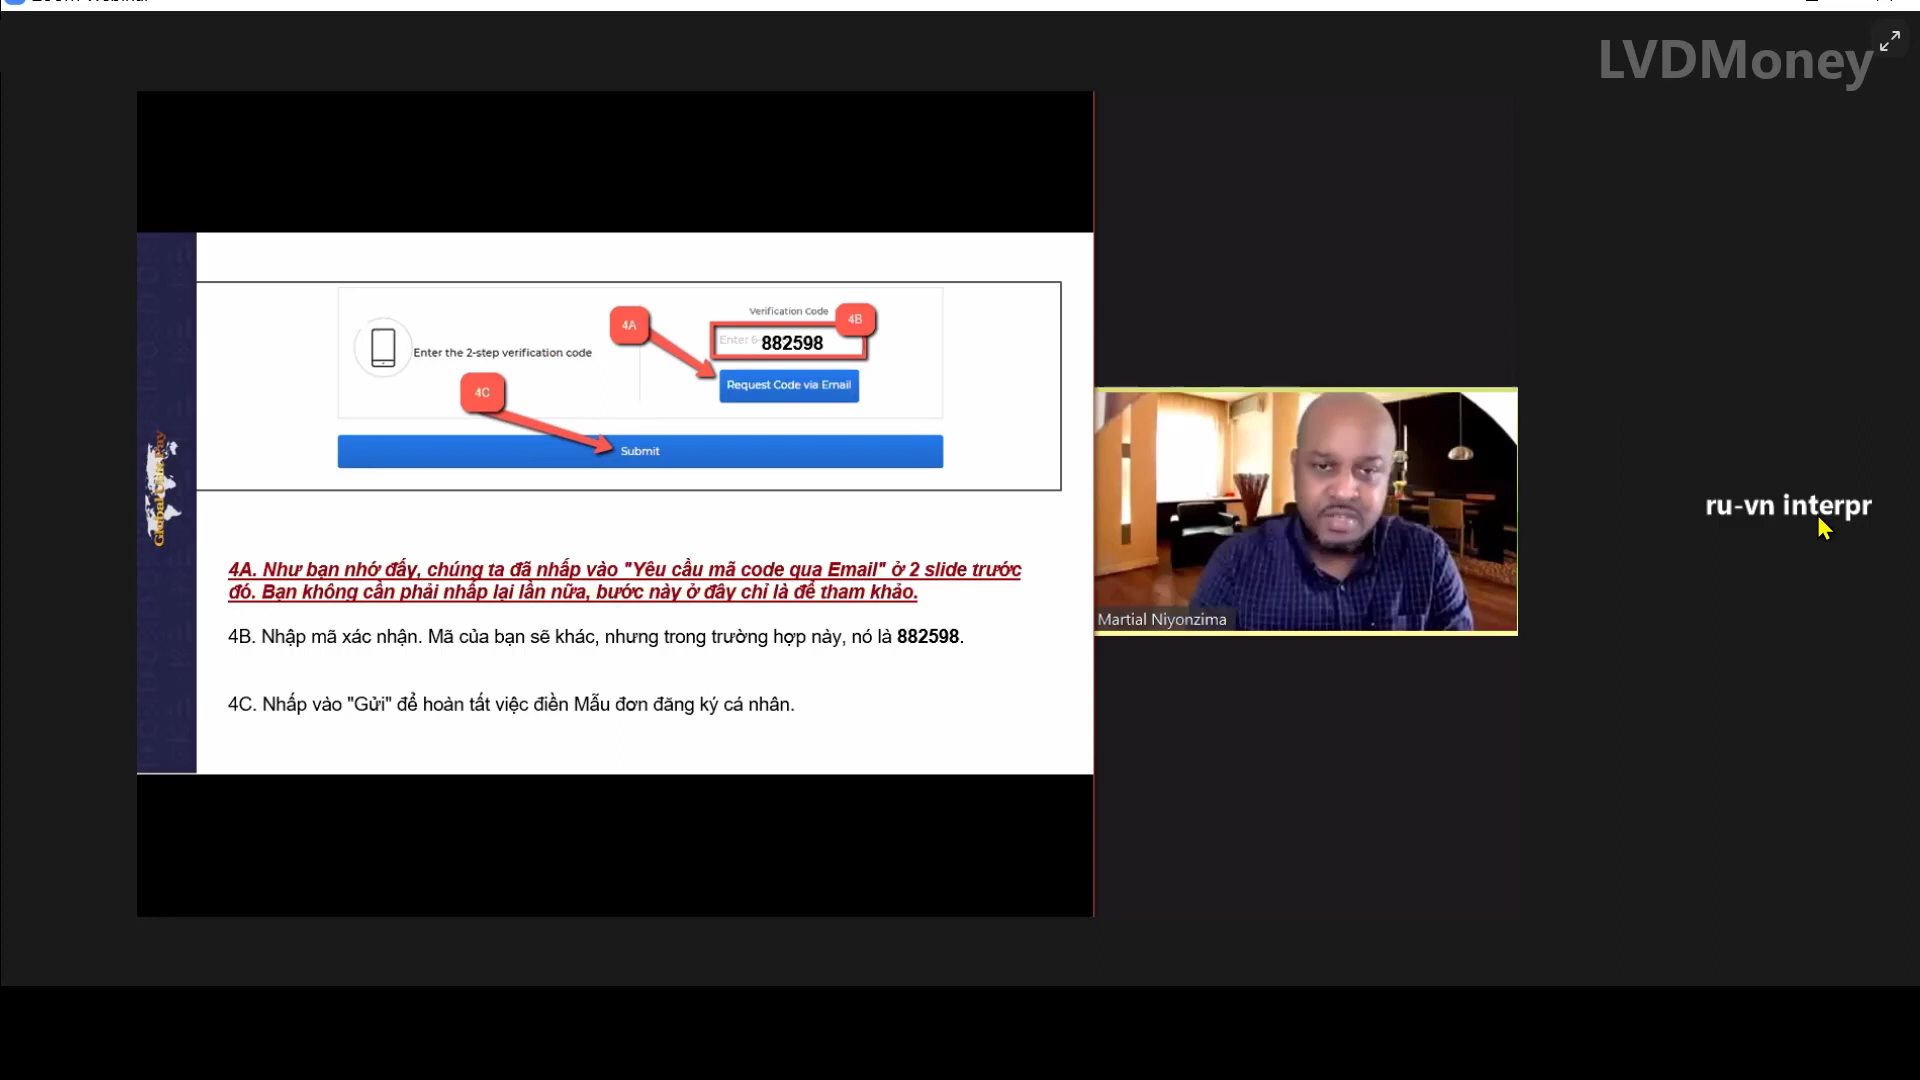 LVDMoney
Verification Code
4B
4A
882598
Enter the 2-step verification code
Request Code via Email
4C
Submit
4A. Như bạn nhớ đấy, chúng ta đã nhấp vào "Yêu cầu mã code qua Email" ở 2 slide trước
đó. Bạn không cần phải nhấp lại lần nữa, bước này ở đây chỉ là để tham khảo.
4B. Nhập mã xác nhận. Mã của bạn sẽ khác, nhưng trong trường hợp này, nó là 882598.
4C. Nhấp vào "Gửi" để hoàn tất việc điền Mẫu đơn đăng ký cá nhân.
Martial Niyonzima
ru-vn interpr